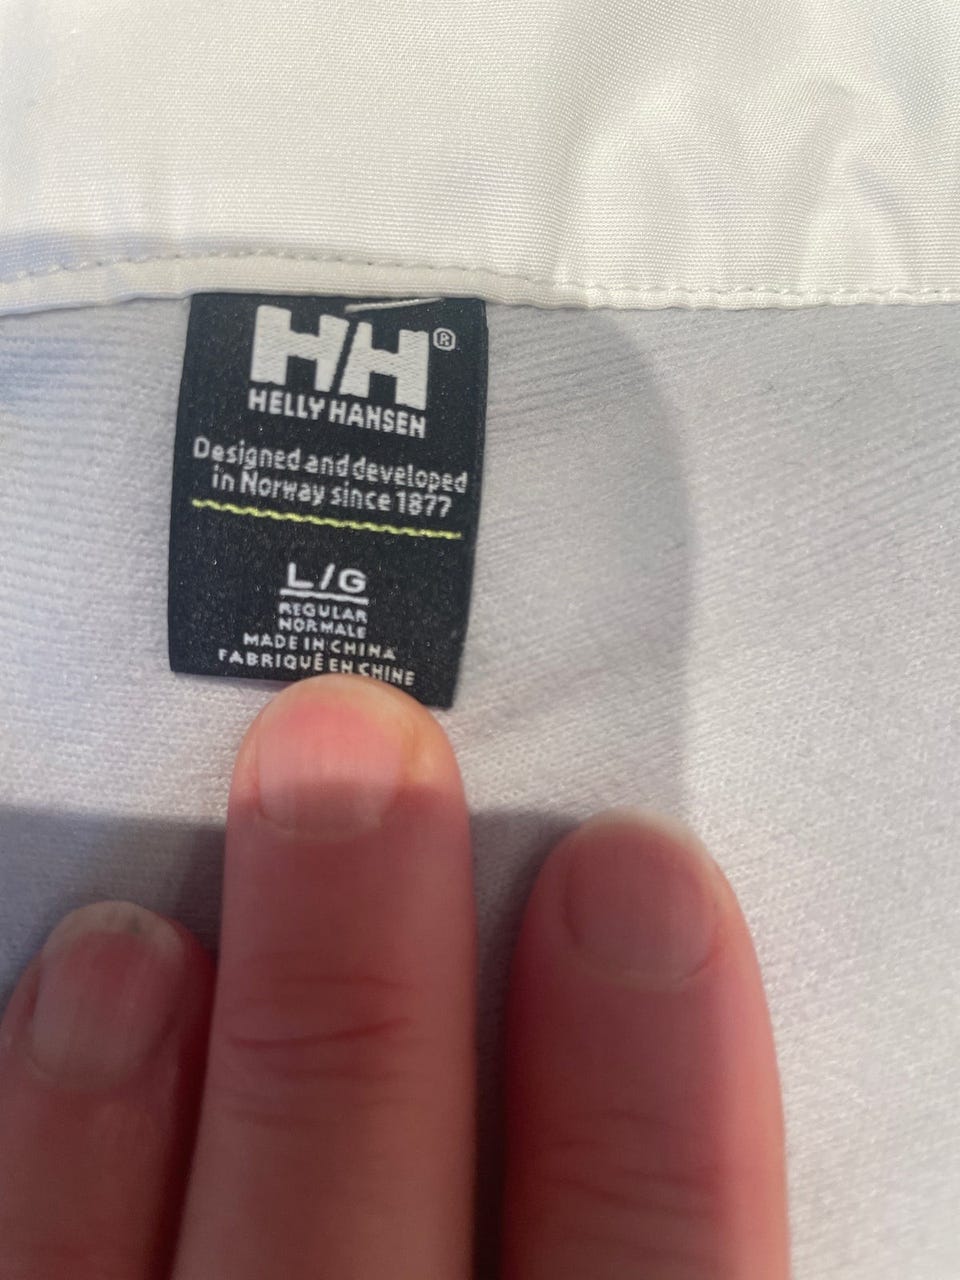 HH®
HELLY HANSEN
Designed and developed
in Norway since 1877
L/G
REGULAR
NORMALE
MADE IN CHINA
FABRIQUÉ EN CHINE